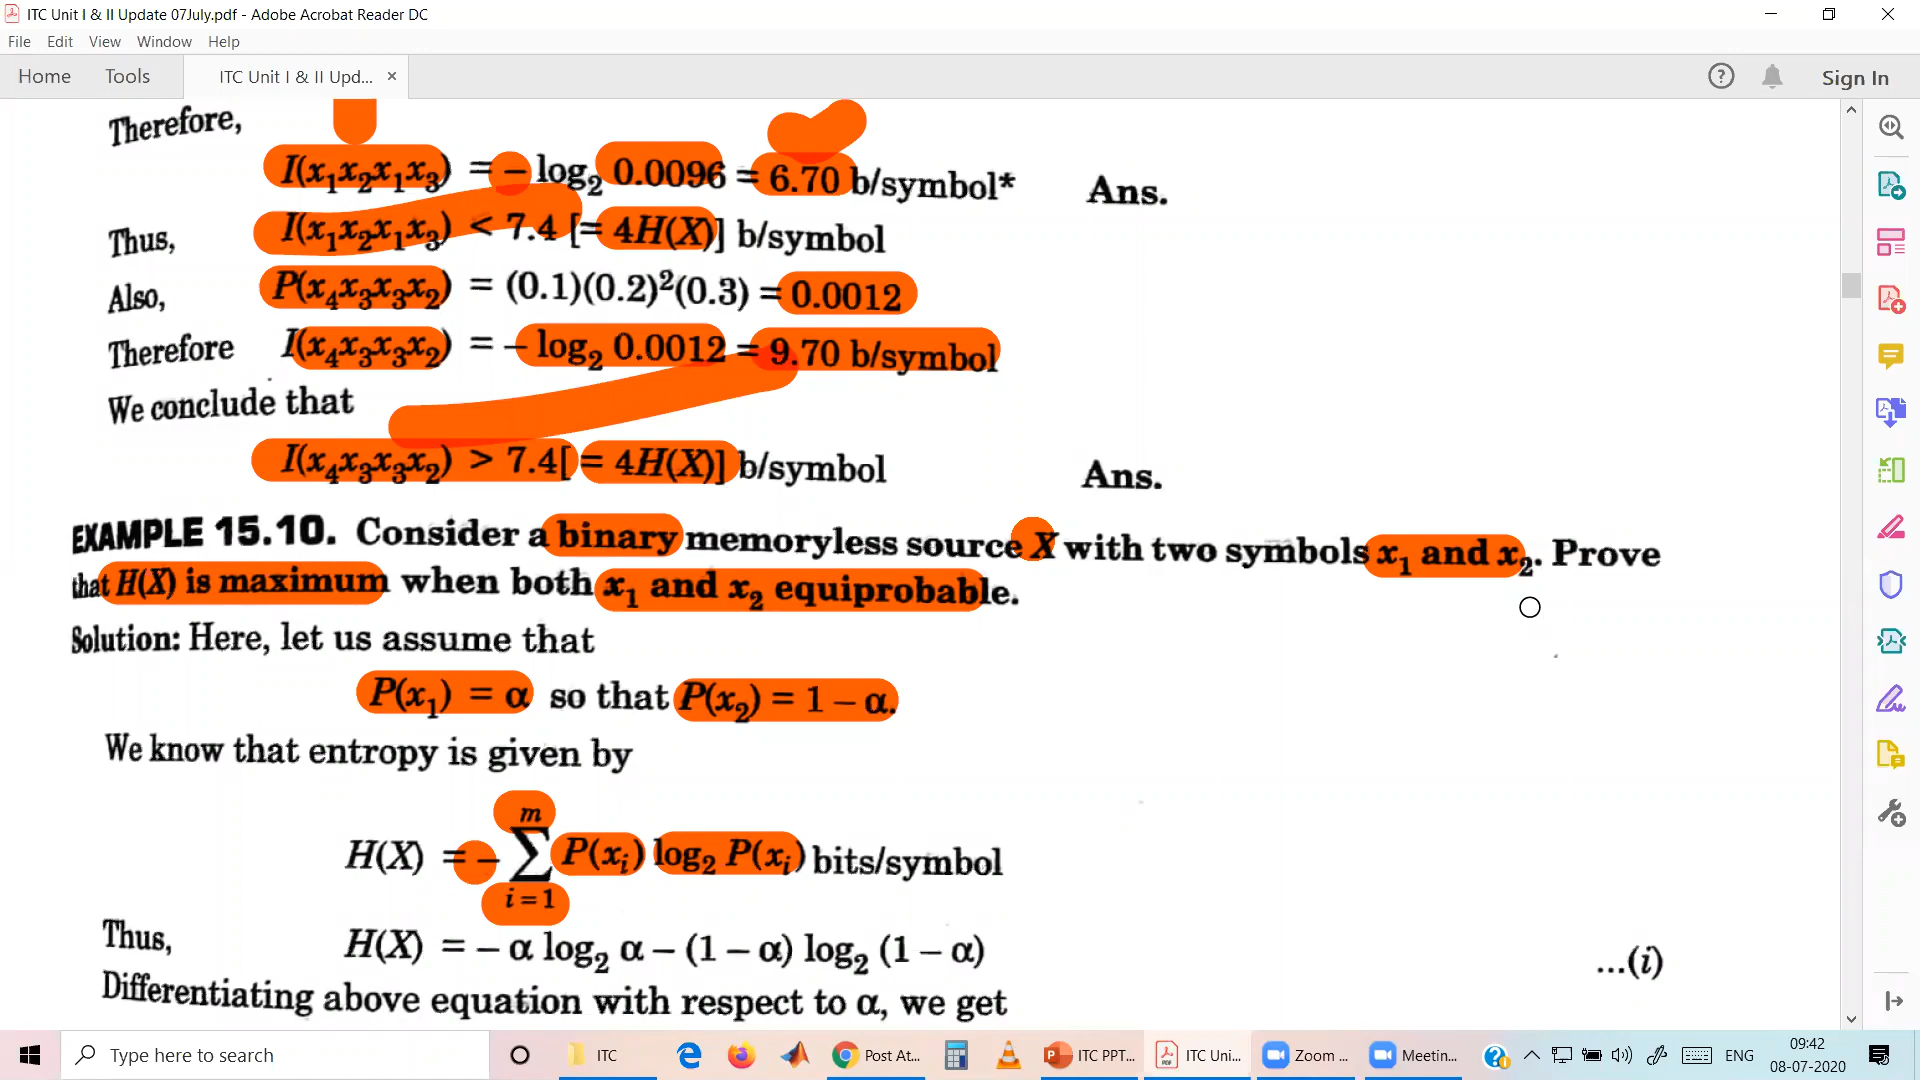 ITC Unit I & II Update 07July.pdf - Adobe Acrobat Reader DC
File Edit View Window Help
Home Tools ITC Unit I & II Upd... × Sign In
Therefore,
I(x₁x₂x₁x₃) = – log₂ 0.0096 = 6.70 b/symbol* Ans.
Thus, I(x₁x₂x₁x₃) < 7.4 [= 4H(X)] b/symbol
Also, P(x₄x₃x₃x₂) = (0.1)(0.2)²(0.3) = 0.0012
Therefore I(x₄x₃x₃x₂) = – log₂ 0.0012 = 9.70 b/symbol
We conclude that
I(x₄x₃x₃x₂) > 7.4[ = 4H(X)] b/symbol Ans.
EXAMPLE 15.10. Consider a binary memoryless source X with two symbols x₁ and x₂. Prove
that H(X) is maximum when both x₁ and x₂ equiprobable.
Solution: Here, let us assume that
P(x₁) = α so that P(x₂) = 1 – α.
We know that entropy is given by
H(X) = – ∑ᵢ₌₁ᵐ P(xᵢ) log₂ P(xᵢ) bits/symbol
Thus, H(X) = – α log₂ α – (1 – α) log₂ (1 – α) ...(i)
Differentiating above equation with respect to α, we get
Type here to search ITC Post At... ITC PPT... ITC Uni... Zoom ... Meetin... ENG 09:42
08-07-2020